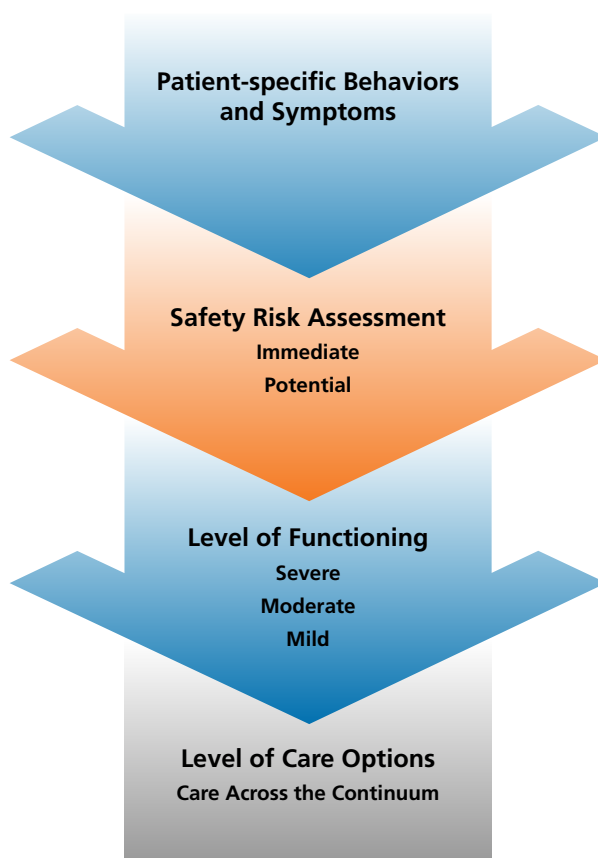 Patient-specific Behaviors
and Symptoms
Safety Risk Assessment
Immediate
Potential
Level of Functioning
Severe
Moderate
Mild
Level of Care Options
Care Across the Continuum